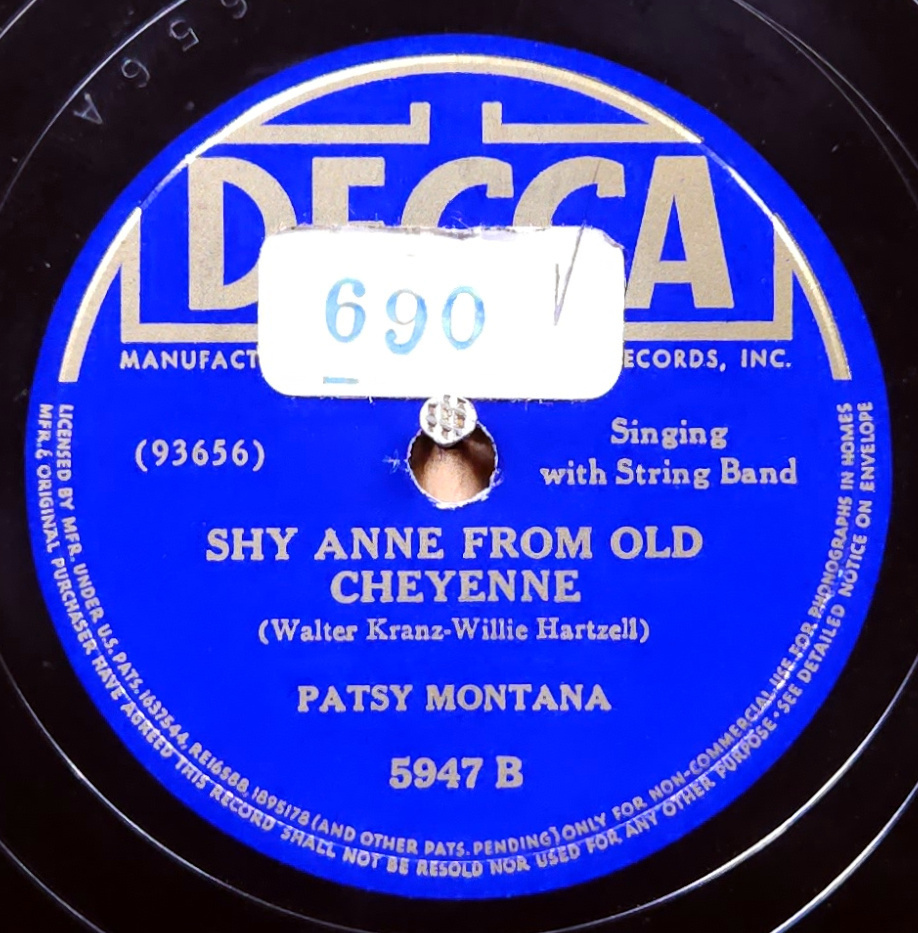 656A
DECCA
690
MANUFACT ECORDS, INC.
(93656)
Singing
with String Band
SHY ANNE FROM OLD
CHEYENNE
(Walter Kranz-Willie Hartzell)
PATSY MONTANA
5947 B
LICENSED BY MFR. UNDER U.S. PATS. 1637544, RE16588, 1895178 (AND OTHER PATS. PENDING) ONLY FOR NON-COMMERCIAL USE FOR PHONOGRAPHS IN HOMES
MFR. & ORIGINAL PURCHASER HAVE AGREED THIS RECORD SHALL NOT BE RESOLD NOR USED FOR ANY OTHER PURPOSE · SEE DETAILED NOTICE ON ENVELOPE